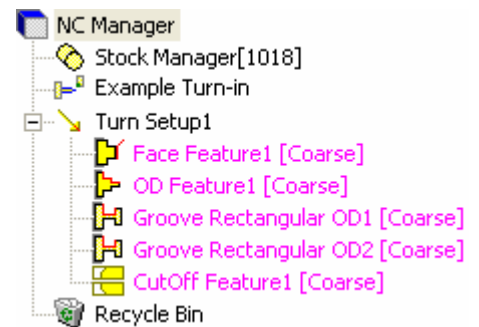 NC Manager
Stock Manager[1018]
Example Turn-in
Turn Setup1
Face Feature1 [Coarse]
OD Feature1 [Coarse]
Groove Rectangular OD1 [Coarse]
Groove Rectangular OD2 [Coarse]
CutOff Feature1 [Coarse]
Recycle Bin